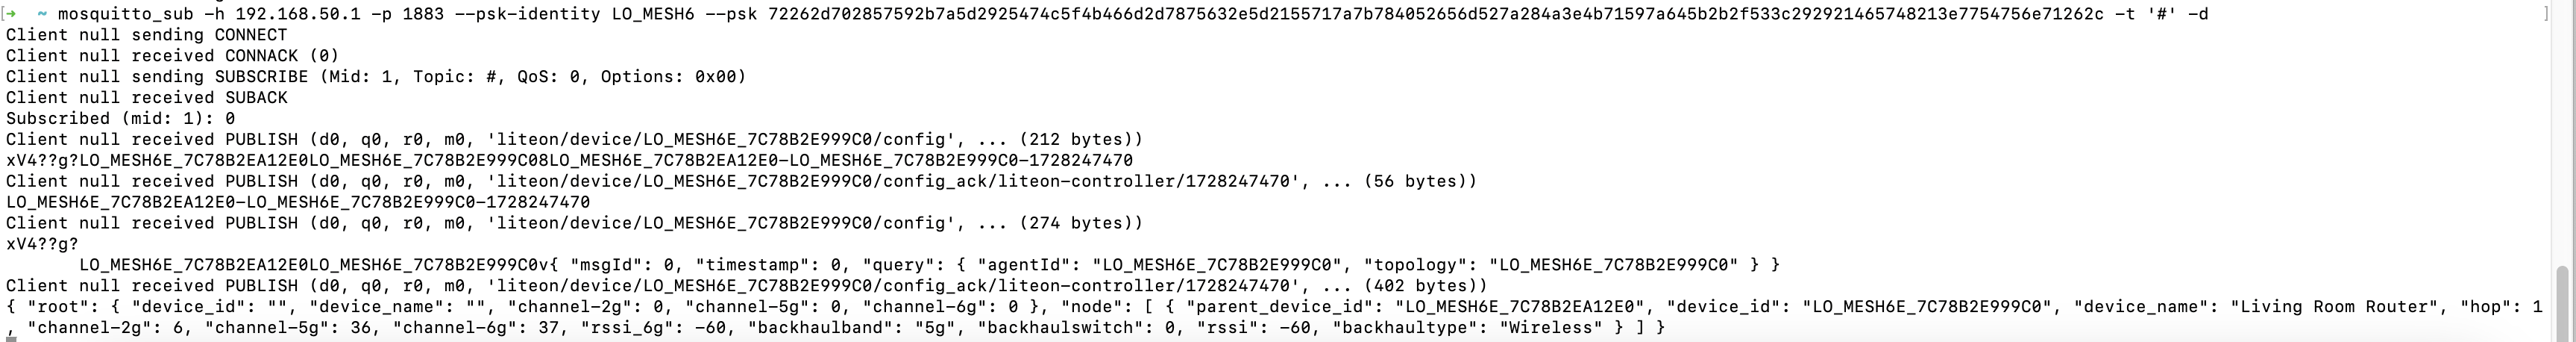 [→  ~ mosquitto_sub -h 192.168.50.1 -p 1883 --psk-identity LO_MESH6 --psk 72262d702857592b7a5d2925474c5f4b466d2d7875632e5d2155717a7b784052656d527a284a3e4b71597a645b2b2f533c292921465748213e7754756e71262c -t '#' -d ]
Client null sending CONNECT
Client null received CONNACK (0)
Client null sending SUBSCRIBE (Mid: 1, Topic: #, QoS: 0, Options: 0x00)
Client null received SUBACK
Subscribed (mid: 1): 0
Client null received PUBLISH (d0, q0, r0, m0, 'liteon/device/LO_MESH6E_7C78B2E999C0/config', ... (212 bytes))
xV4??g?LO_MESH6E_7C78B2EA12E0LO_MESH6E_7C78B2E999C08LO_MESH6E_7C78B2EA12E0-LO_MESH6E_7C78B2E999C0-1728247470
Client null received PUBLISH (d0, q0, r0, m0, 'liteon/device/LO_MESH6E_7C78B2E999C0/config_ack/liteon-controller/1728247470', ... (56 bytes))
LO_MESH6E_7C78B2EA12E0-LO_MESH6E_7C78B2E999C0-1728247470
Client null received PUBLISH (d0, q0, r0, m0, 'liteon/device/LO_MESH6E_7C78B2E999C0/config', ... (274 bytes))
xV4??g?
LO_MESH6E_7C78B2EA12E0LO_MESH6E_7C78B2E999C0v{ "msgId": 0, "timestamp": 0, "query": { "agentId": "LO_MESH6E_7C78B2E999C0", "topology": "LO_MESH6E_7C78B2E999C0" } }
Client null received PUBLISH (d0, q0, r0, m0, 'liteon/device/LO_MESH6E_7C78B2E999C0/config_ack/liteon-controller/1728247470', ... (402 bytes))
{ "root": { "device_id": "", "device_name": "", "channel-2g": 0, "channel-5g": 0, "channel-6g": 0 }, "node": [ { "parent_device_id": "LO_MESH6E_7C78B2EA12E0", "device_id": "LO_MESH6E_7C78B2E999C0", "device_name": "Living Room Router", "hop": 1
, "channel-2g": 6, "channel-5g": 36, "channel-6g": 37, "rssi_6g": -60, "backhaulband": "5g", "backhaulswitch": 0, "rssi": -60, "backhaultype": "Wireless" } ] }